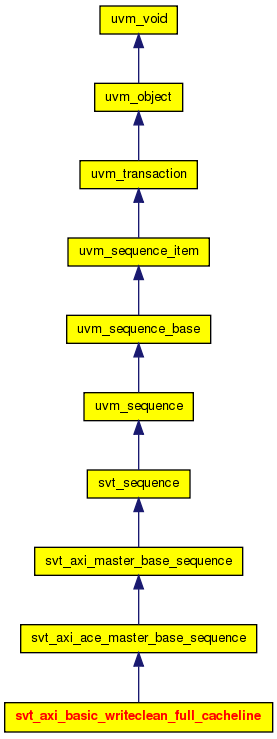 uvm_void
uvm_object
uvm_transaction
uvm_sequence_item
uvm_sequence_base
uvm_sequence
svt_sequence
svt_axi_master_base_sequence
svt_axi_ace_master_base_sequence
svt_axi_basic_writeclean_full_cacheline